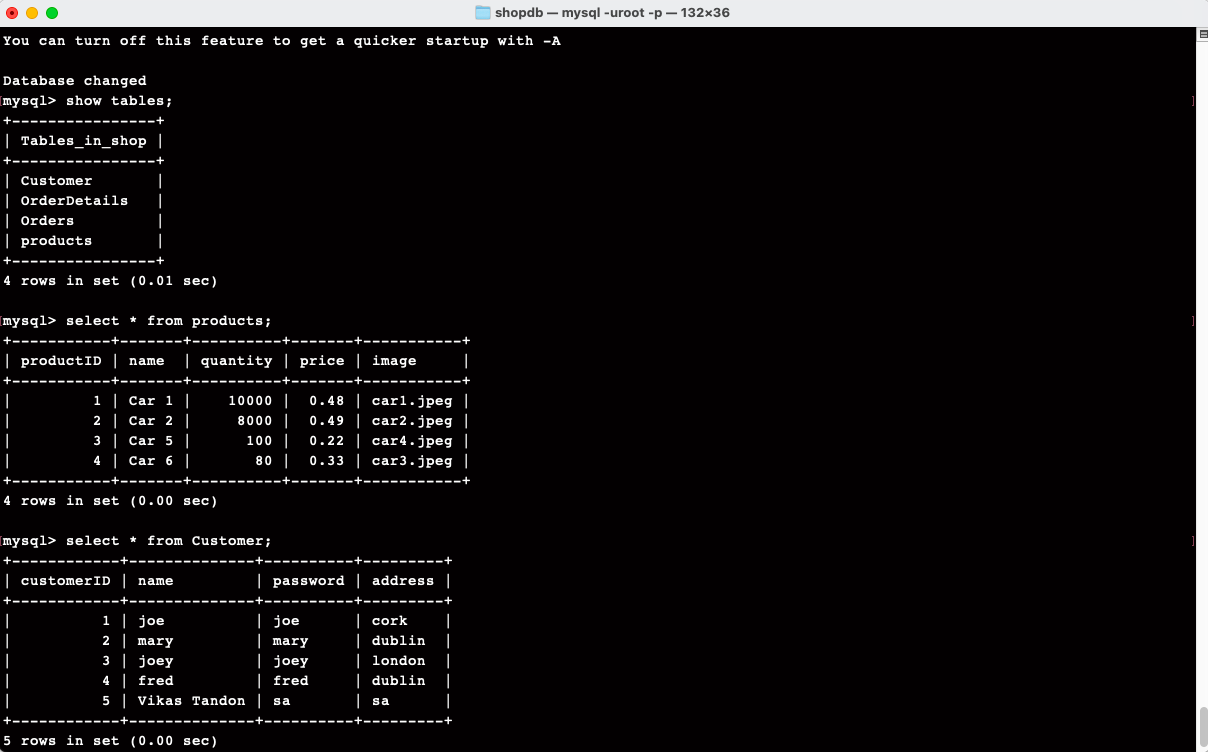 shopdb — mysql -uroot -p — 132×36
You can turn off this feature to get a quicker startup with -A

Database changed
mysql> show tables;
+----------------+
| Tables_in_shop |
+----------------+
| Customer       |
| OrderDetails   |
| Orders         |
| products       |
+----------------+
4 rows in set (0.01 sec)

mysql> select * from products;
+-----------+-------+----------+-------+-----------+
| productID | name  | quantity | price | image     |
+-----------+-------+----------+-------+-----------+
|         1 | Car 1 |    10000 |  0.48 | car1.jpeg |
|         2 | Car 2 |     8000 |  0.49 | car2.jpeg |
|         3 | Car 5 |      100 |  0.22 | car4.jpeg |
|         4 | Car 6 |       80 |  0.33 | car3.jpeg |
+-----------+-------+----------+-------+-----------+
4 rows in set (0.00 sec)

mysql> select * from Customer;
+------------+--------------+----------+---------+
| customerID | name         | password | address |
+------------+--------------+----------+---------+
|          1 | joe          | joe      | cork    |
|          2 | mary         | mary     | dublin  |
|          3 | joey         | joey     | london  |
|          4 | fred         | fred     | dublin  |
|          5 | Vikas Tandon | sa       | sa      |
+------------+--------------+----------+---------+
5 rows in set (0.00 sec)